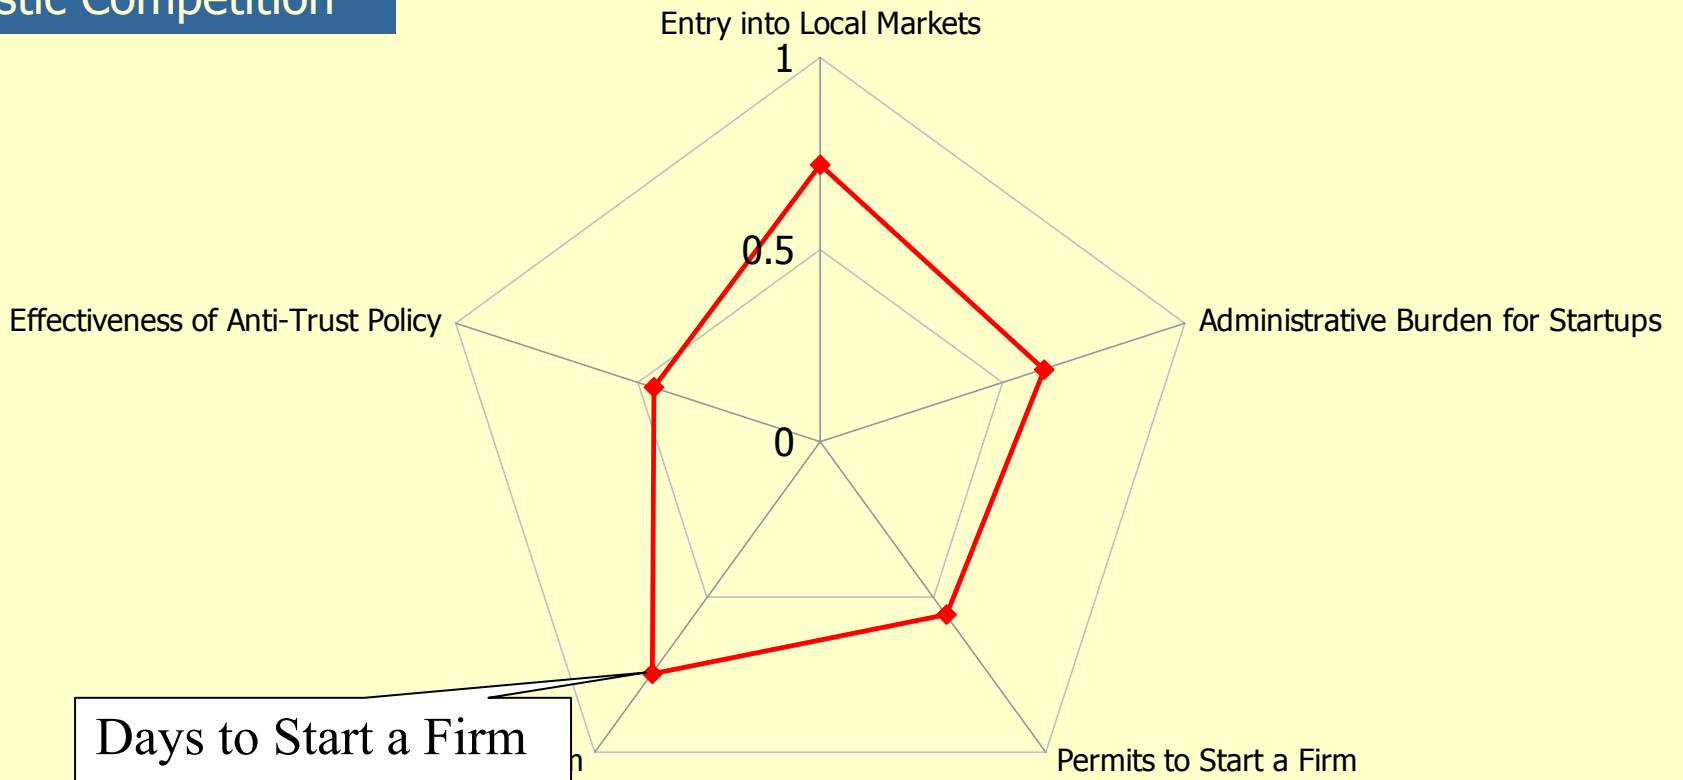 Competition
Entry into Local Markets
1
0.5
Effectiveness of Anti-Trust Policy
Administrative Burden for Startups
0
Days to Start a Firm
Permits to Start a Firm